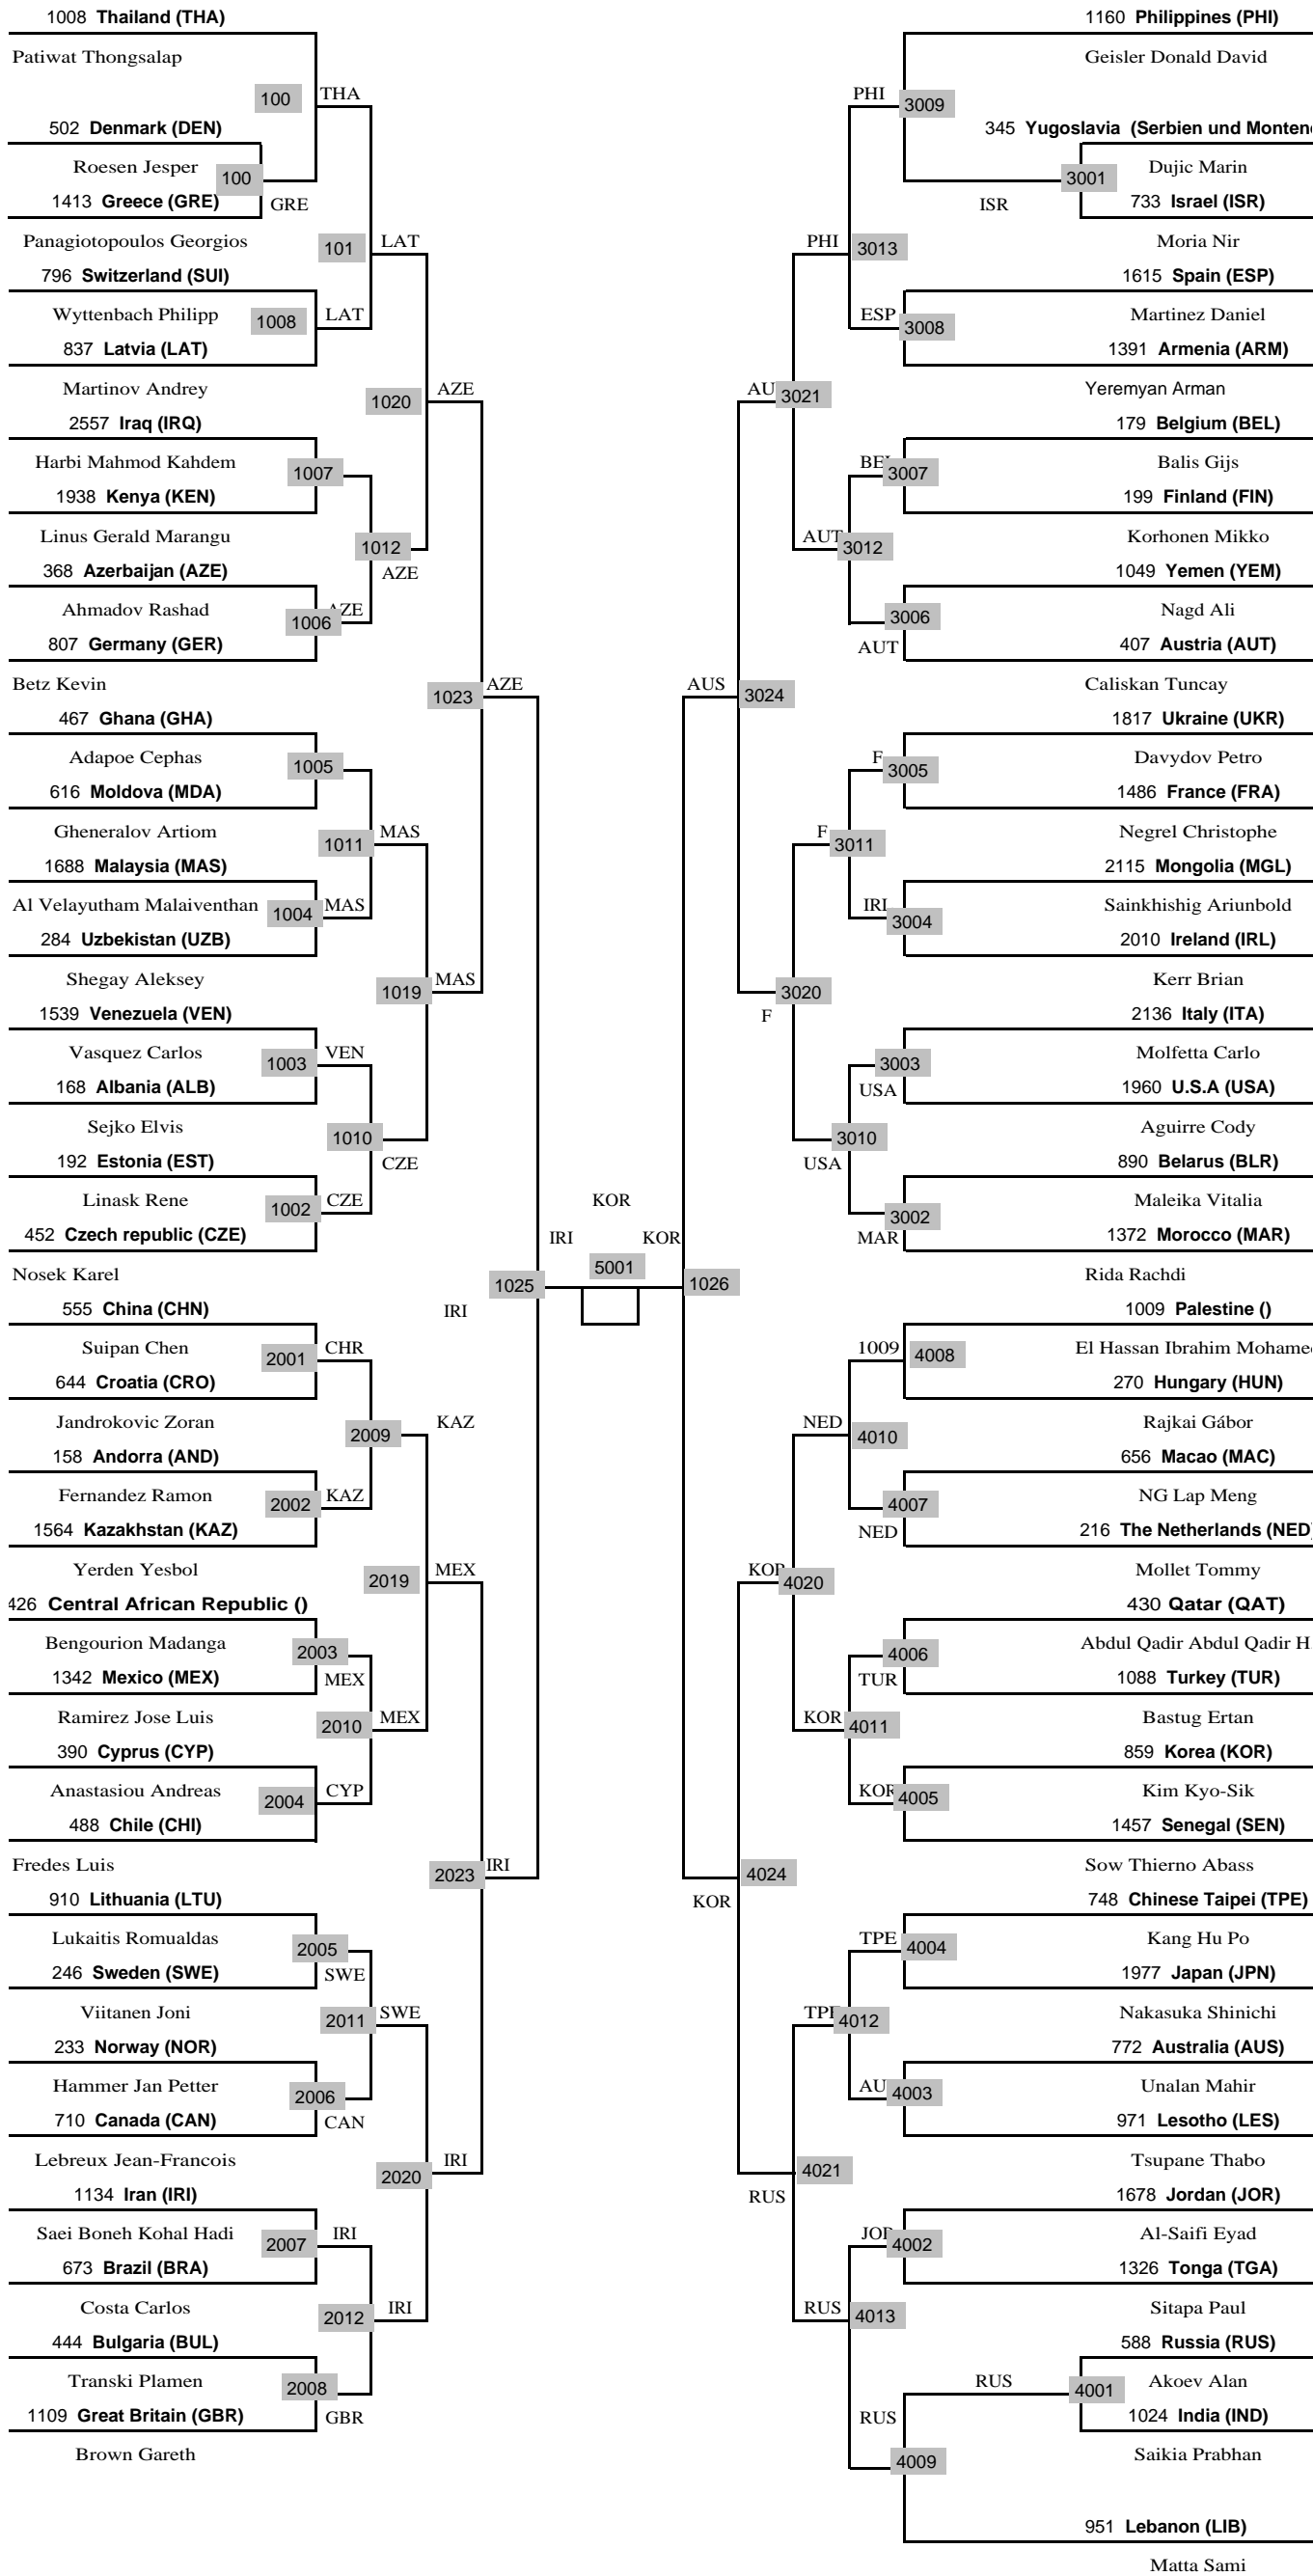 1008 Thailand (THA)
Patiwat Thongsalap
100 THA
502 Denmark (DEN)
Roesen Jesper
100
1413 Greece (GRE)
GRE
Panagiotopoulos Georgios
101 LAT
796 Switzerland (SUI)
Wyttenbach Philipp
1008 LAT
837 Latvia (LAT)
Martinov Andrey
1020 AZE
2557 Iraq (IRQ)
Harbi Mahmod Kahdem
1007
1938 Kenya (KEN)
Linus Gerald Marangu
1012
AZE
368 Azerbaijan (AZE)
Ahmadov Rashad
1006 AZE
807 Germany (GER)
Betz Kevin
1023 AZE
467 Ghana (GHA)
Adapoe Cephas
1005
616 Moldova (MDA)
Gheneralov Artiom
1011 MAS
1688 Malaysia (MAS)
Al Velayutham Malaiventhan
1004 MAS
284 Uzbekistan (UZB)
Shegay Aleksey
1019 MAS
1539 Venezuela (VEN)
Vasquez Carlos
1003 VEN
168 Albania (ALB)
Sejko Elvis
1010
CZE
192 Estonia (EST)
Linask Rene
1002 CZE
452 Czech republic (CZE)
Nosek Karel
1025
IRI
555 China (CHN)
IRI
Suipan Chen
2001 CHR
644 Croatia (CRO)
Jandrokovic Zoran
2009 KAZ
158 Andorra (AND)
Fernandez Ramon
2002 KAZ
1564 Kazakhstan (KAZ)
Yerden Yesbol
2019 MEX
426 Central African Republic ()
Bengourion Madanga
2003
MEX
1342 Mexico (MEX)
Ramirez Jose Luis
2010 MEX
390 Cyprus (CYP)
Anastasiou Andreas
2004 CYP
488 Chile (CHI)
Fredes Luis
2023 IRI
910 Lithuania (LTU)
Lukaitis Romualdas
2005
SWE
246 Sweden (SWE)
Viitanen Joni
2011 SWE
233 Norway (NOR)
Hammer Jan Petter
2006
CAN
710 Canada (CAN)
Lebreux Jean-Francois
2020 IRI
1134 Iran (IRI)
Saei Boneh Kohal Hadi
2007 IRI
673 Brazil (BRA)
Costa Carlos
2012 IRI
444 Bulgaria (BUL)
Transki Plamen
2008
GBR
1109 Great Britain (GBR)
Brown Gareth
KOR
5001
1160 Philippines (PHI)
Geisler Donald David
PHI 3009
345 Yugoslavia (Serbien und Monten
Dujic Marin
3001
ISR
733 Israel (ISR)
Moria Nir
PHI 3013
1615 Spain (ESP)
Martinez Daniel
ESP 3008
1391 Armenia (ARM)
Yeremyan Arman
AU 3021
179 Belgium (BEL)
Balis Gijs
BEL 3007
199 Finland (FIN)
Korhonen Mikko
AUT 3012
1049 Yemen (YEM)
Nagd Ali
3006
AUT
407 Austria (AUT)
Caliskan Tuncay
AUS 3024
1817 Ukraine (UKR)
Davydov Petro
F 3005
1486 France (FRA)
Negrel Christophe
F 3011
2115 Mongolia (MGL)
Sainkhishig Ariunbold
IRI 3004
2010 Ireland (IRL)
Kerr Brian
3020
F
2136 Italy (ITA)
Molfetta Carlo
3003
USA
1960 U.S.A (USA)
Aguirre Cody
3010
USA
890 Belarus (BLR)
Maleika Vitalia
3002
MAR
1372 Morocco (MAR)
Rida Rachdi
KOR
1026
1009 Palestine ()
El Hassan Ibrahim Mohame
1009 4008
270 Hungary (HUN)
Rajkai Gábor
NED 4010
656 Macao (MAC)
NG Lap Meng
4007
NED
216 The Netherlands (NED)
Mollet Tommy
KOR 4020
430 Qatar (QAT)
Abdul Qadir Abdul Qadir H.
4006
TUR
1088 Turkey (TUR)
Bastug Ertan
KOR 4011
859 Korea (KOR)
Kim Kyo-Sik
KOR 4005
1457 Senegal (SEN)
Sow Thierno Abass
4024
KOR
748 Chinese Taipei (TPE)
Kang Hu Po
TPE 4004
1977 Japan (JPN)
Nakasuka Shinichi
TPE 4012
772 Australia (AUS)
Unalan Mahir
AU 4003
971 Lesotho (LES)
Tsupane Thabo
4021
RUS
1678 Jordan (JOR)
Al-Saifi Eyad
JOR 4002
1326 Tonga (TGA)
Sitapa Paul
RUS 4013
588 Russia (RUS)
Akoev Alan
RUS 4001
1024 India (IND)
RUS
Saikia Prabhan
4009
951 Lebanon (LIB)
Matta Sami